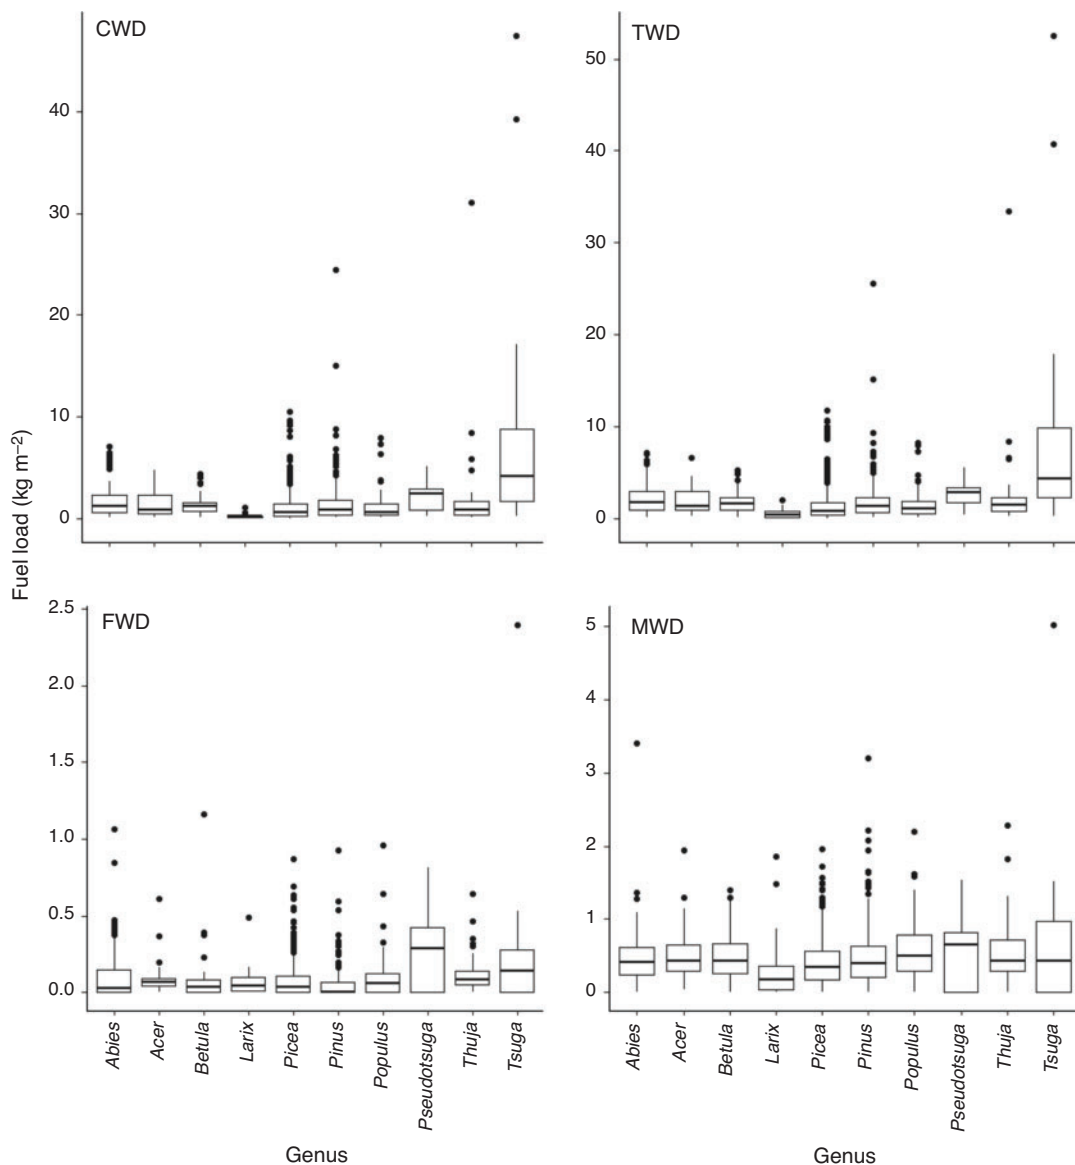 CWD
40
30
20
10
0
TWD
50
40
30
20
10
0
Fuel load (kg m⁻²)
FWD
2.5
2.0
1.5
1.0
0.5
0.0
MWD
5
4
3
2
1
0
Abies
Acer
Betula
Larix
Picea
Pinus
Populus
Pseudotsuga
Thuja
Tsuga
Abies
Acer
Betula
Larix
Picea
Pinus
Populus
Pseudotsuga
Thuja
Tsuga
Genus
Genus